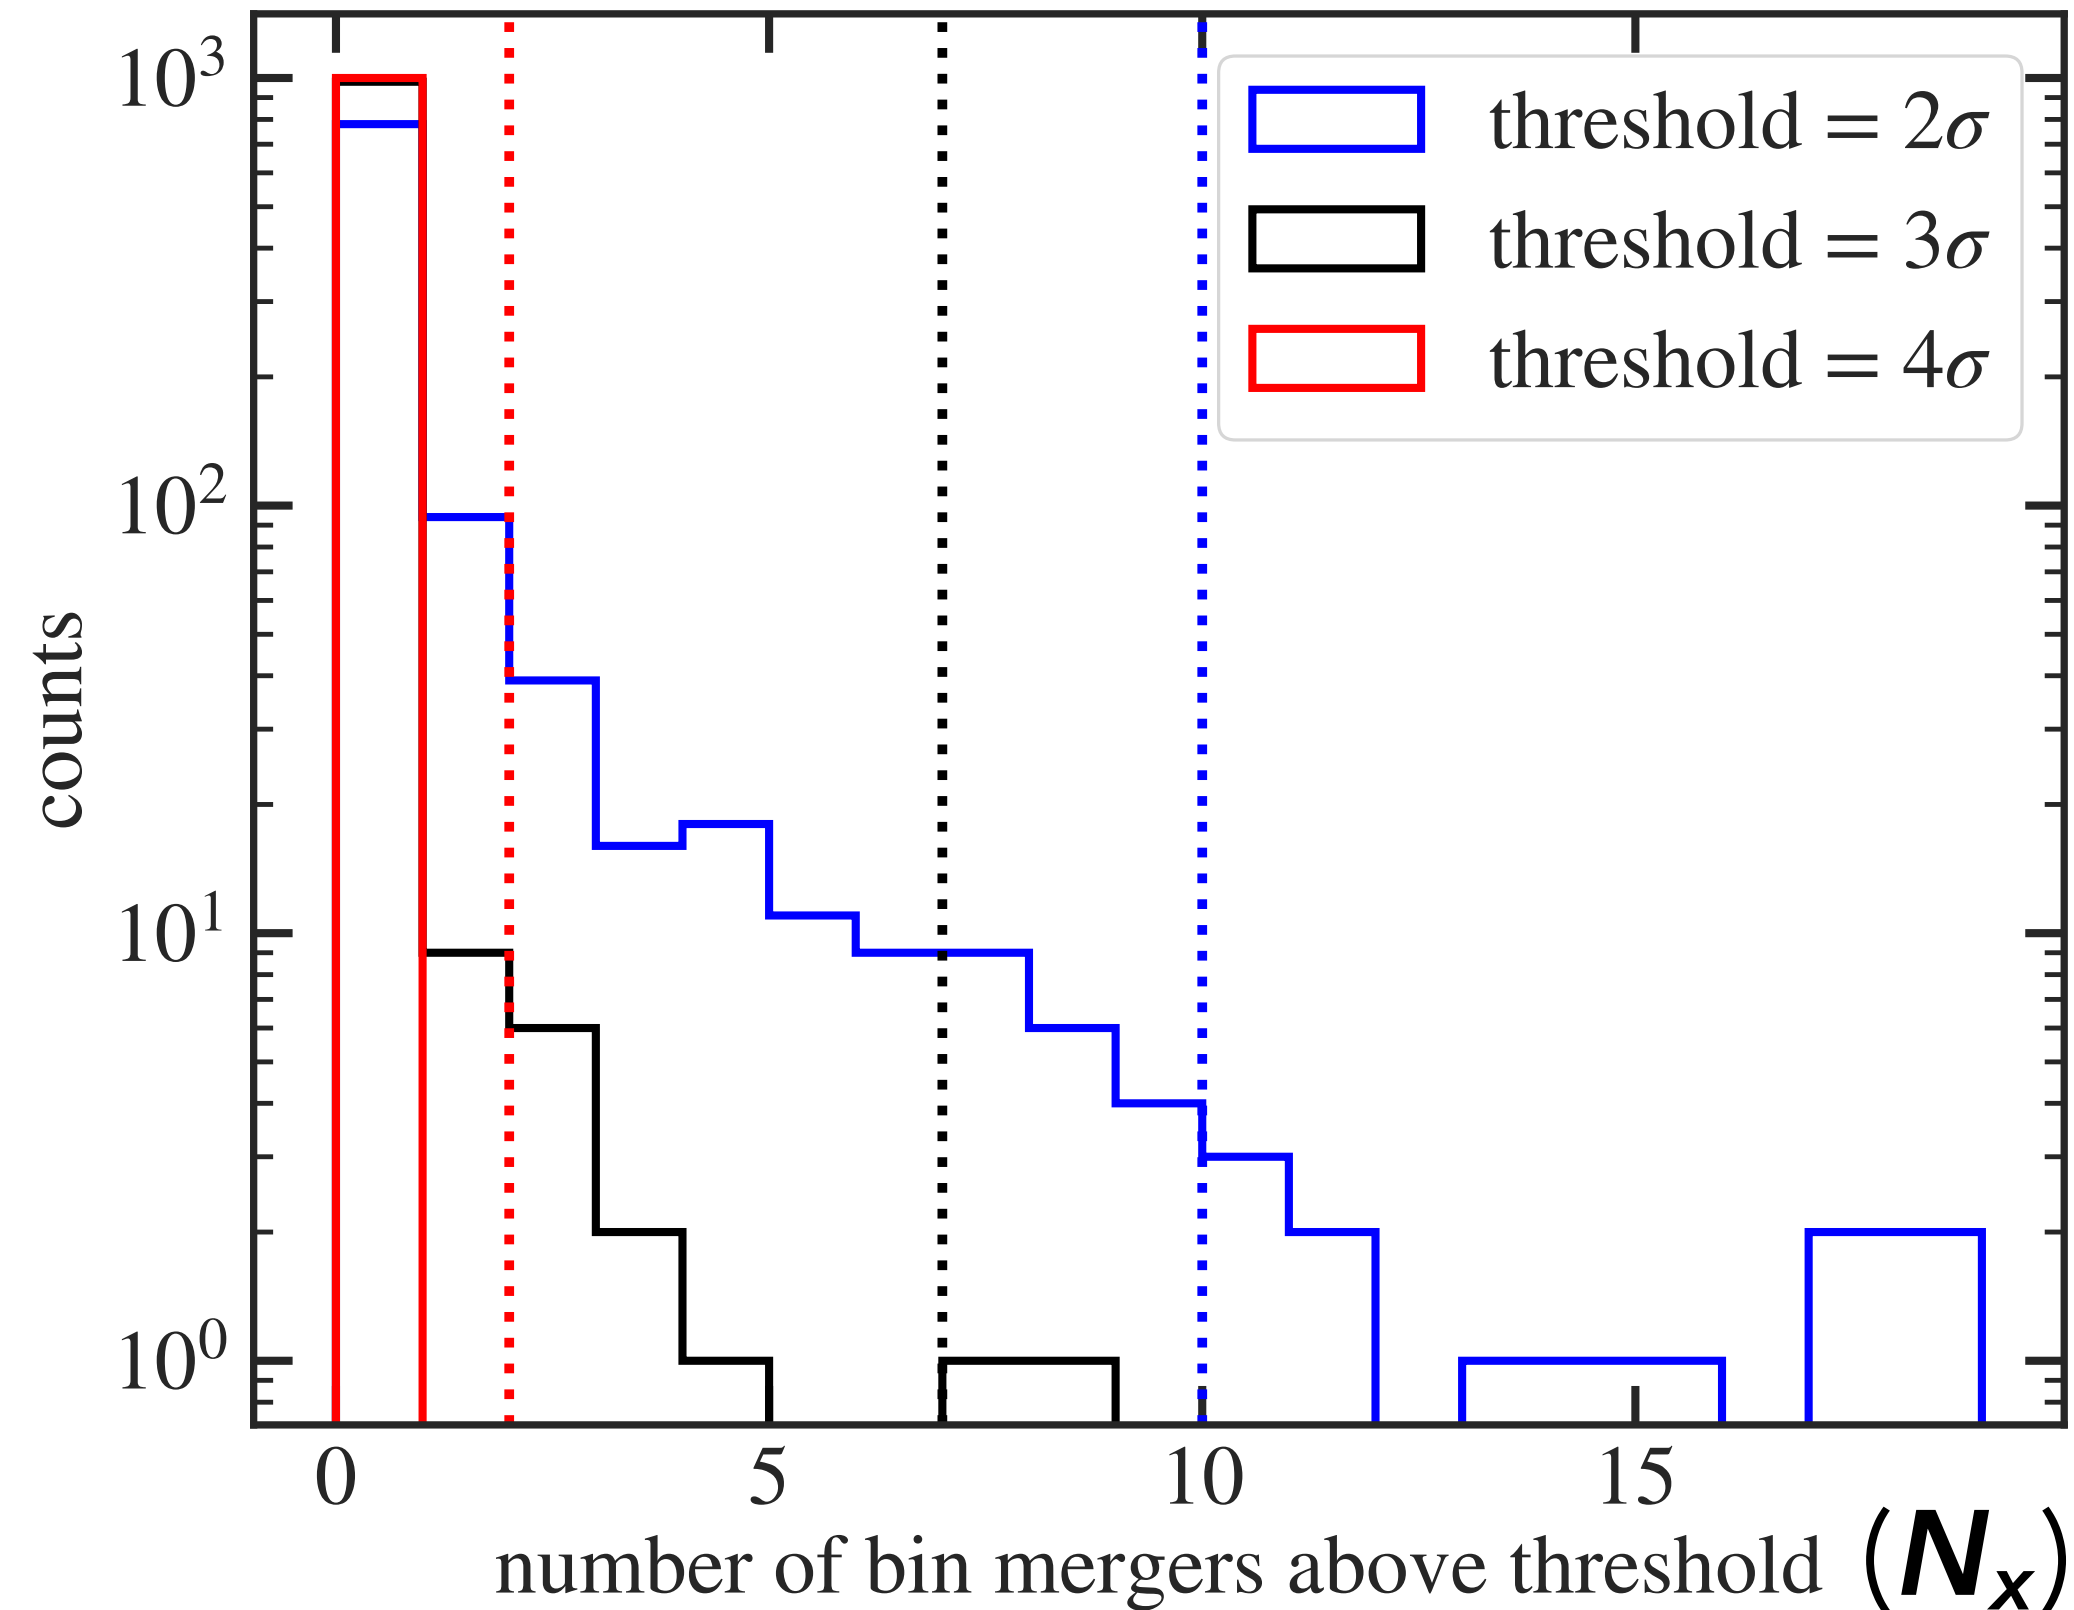 10³
10²
10¹
10⁰
counts
threshold = 2σ
threshold = 3σ
threshold = 4σ
0 5 10 15
number of bin mergers above threshold (Nₓ)